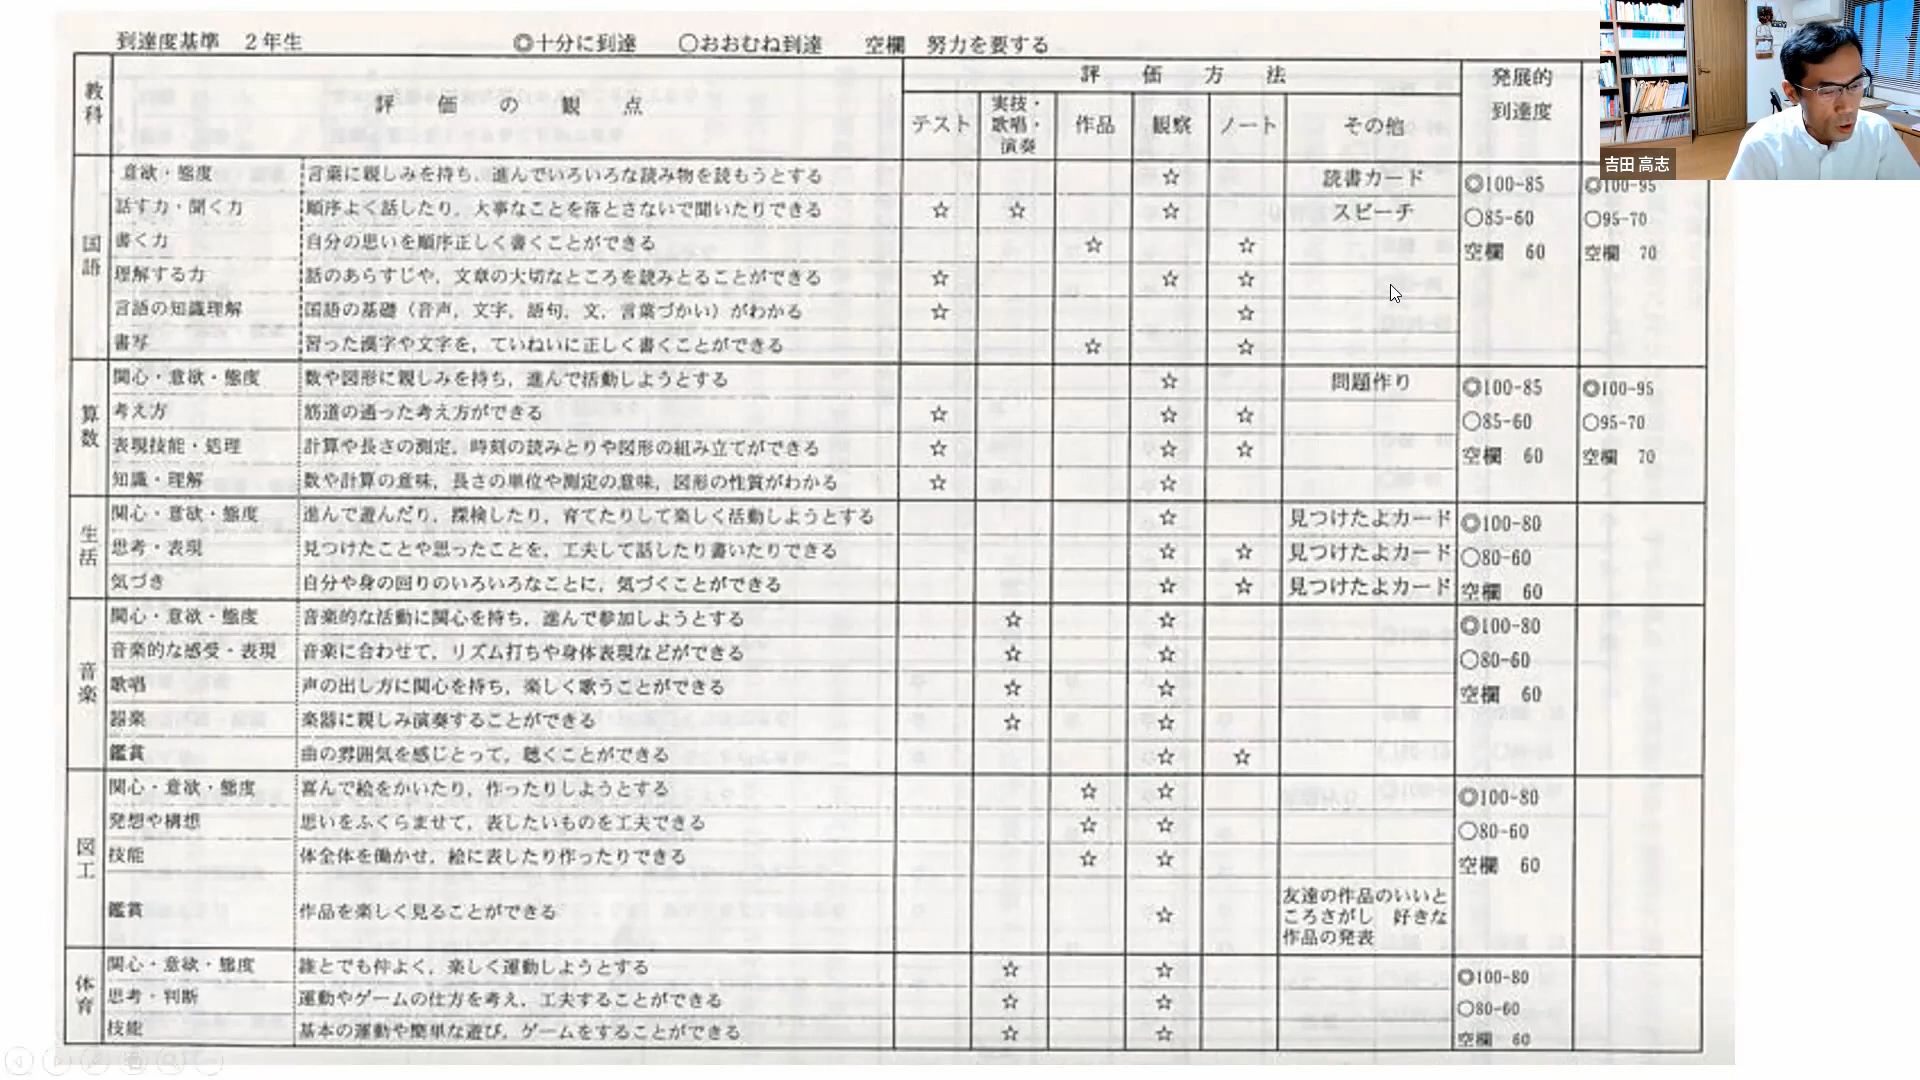 到達度基準 2年生 ◎十分に到達 ○おおむね到達 空欄 努力を要する
教科 評価の観点 評価方法 発展的到達度
テスト 実技・歌唱・演奏 作品 観察 ノート その他
吉田 高志
国語
意欲・態度 言葉に親しみを持ち，進んでいろいろな読み物を読もうとする ☆ 読書カード ◎100-85 ◎100-95
話す力・聞く力 順序よく話したり，大事なことを落とさないで聞いたりできる ☆ ☆ ☆ スピーチ ○85-60 ○95-70
書く力 自分の思いを順序正しく書くことができる ☆ ☆ 空欄 60 空欄 70
理解する力 話のあらすじや，文章の大切なところを読みとることができる ☆ ☆ ☆
言語の知識理解 国語の基礎（音声，文字，語句，文，言葉づかい）がわかる ☆ ☆
書写 習った漢字や文字を，ていねいに正しく書くことができる ☆ ☆
算数
関心・意欲・態度 数や図形に親しみを持ち，進んで活動しようとする ☆ 問題作り ◎100-85 ◎100-95
考え方 筋道の通った考え方ができる ☆ ☆ ☆ ○85-60 ○95-70
表現技能・処理 計算や長さの測定，時刻の読みとりや図形の組み立てができる ☆ ☆ ☆ 空欄 60 空欄 70
知識・理解 数や計算の意味，長さの単位や測定の意味，図形の性質がわかる ☆ ☆
生活
関心・意欲・態度 進んで遊んだり，探検したり，育てたりして楽しく活動しようとする ☆ 見つけたよカード ◎100-80
思考・表現 見つけたことや思ったことを，工夫して話したり書いたりできる ☆ ☆ 見つけたよカード ○80-60
気づき 自分や身の回りのいろいろなことに，気づくことができる ☆ ☆ 見つけたよカード 空欄 60
音楽
関心・意欲・態度 音楽的な活動に関心を持ち，進んで参加しようとする ☆ ☆ ◎100-80
音楽的な感受・表現 音楽に合わせて，リズム打ちや身体表現などができる ☆ ☆ ○80-60
歌唱 声の出し方に関心を持ち，楽しく歌うことができる ☆ ☆ 空欄 60
器楽 楽器に親しみ演奏することができる ☆ ☆
鑑賞 曲の雰囲気を感じとって，聴くことができる ☆ ☆
図工
関心・意欲・態度 喜んで絵をかいたり，作ったりしようとする ☆ ☆ ◎100-80
発想や構想 思いをふくらませて，表したいものを工夫できる ☆ ☆ ○80-60
技能 体全体を働かせ，絵に表したり作ったりできる ☆ ☆ 空欄 60
鑑賞 作品を楽しく見ることができる ☆ 友達の作品のいいところさがし 好きな作品の発表
体育
関心・意欲・態度 誰とでも仲よく，楽しく運動しようとする ☆ ☆ ◎100-80
思考・判断 運動やゲームの仕方を考え，工夫することができる ☆ ☆ ○80-60
技能 基本の運動や簡単な遊び，ゲームをすることができる ☆ ☆ 空欄 60